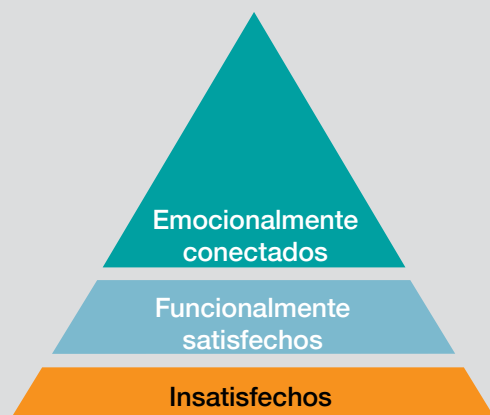 Emocionalmente
conectados
Funcionalmente
satisfechos
Insatisfechos